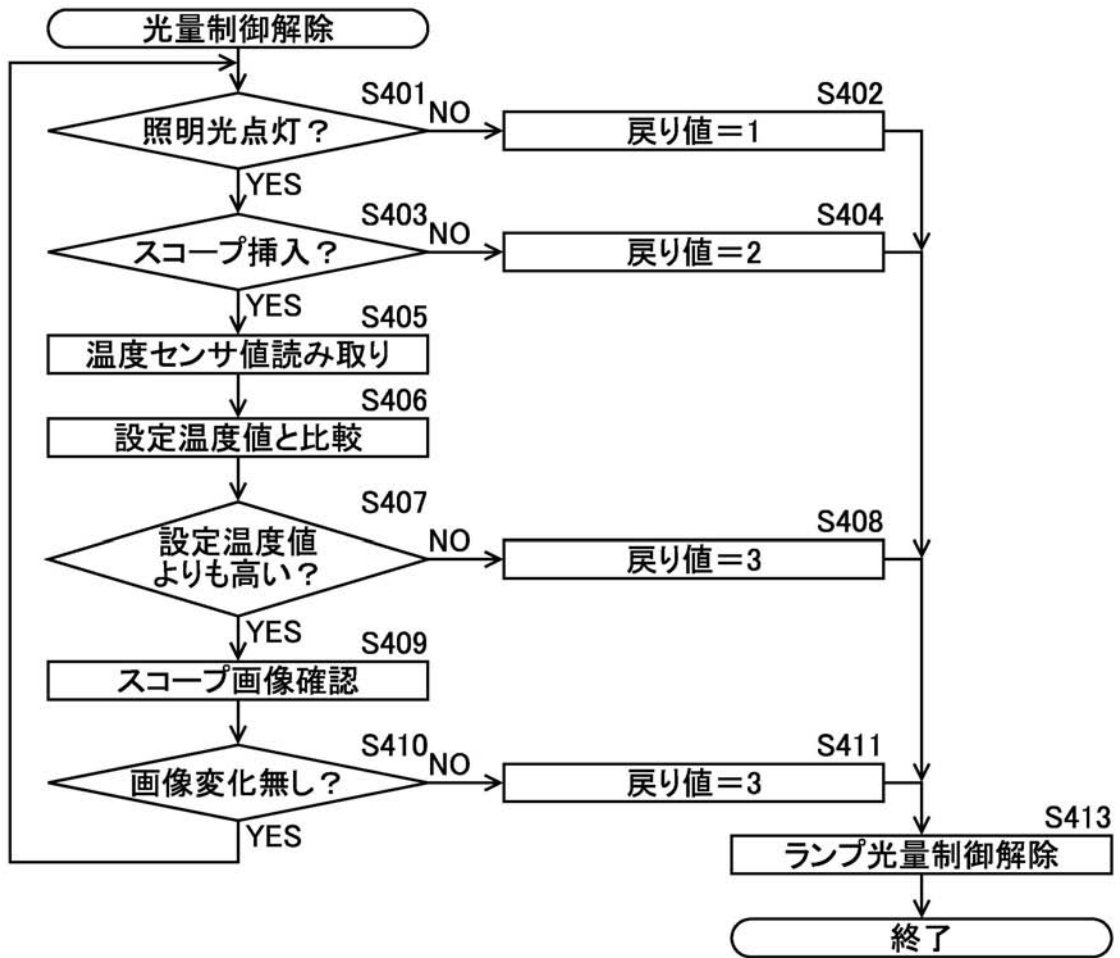 光量制御解除
S401
照明光点灯？
NO
S402
戻り値＝1
YES
S403
スコープ挿入？
NO
S404
戻り値＝2
YES
S405
温度センサ値読み取り
S406
設定温度値と比較
S407
設定温度値
よりも高い？
NO
S408
戻り値＝3
YES
S409
スコープ画像確認
S410
画像変化無し？
NO
S411
戻り値＝3
YES
S413
ランプ光量制御解除
終了